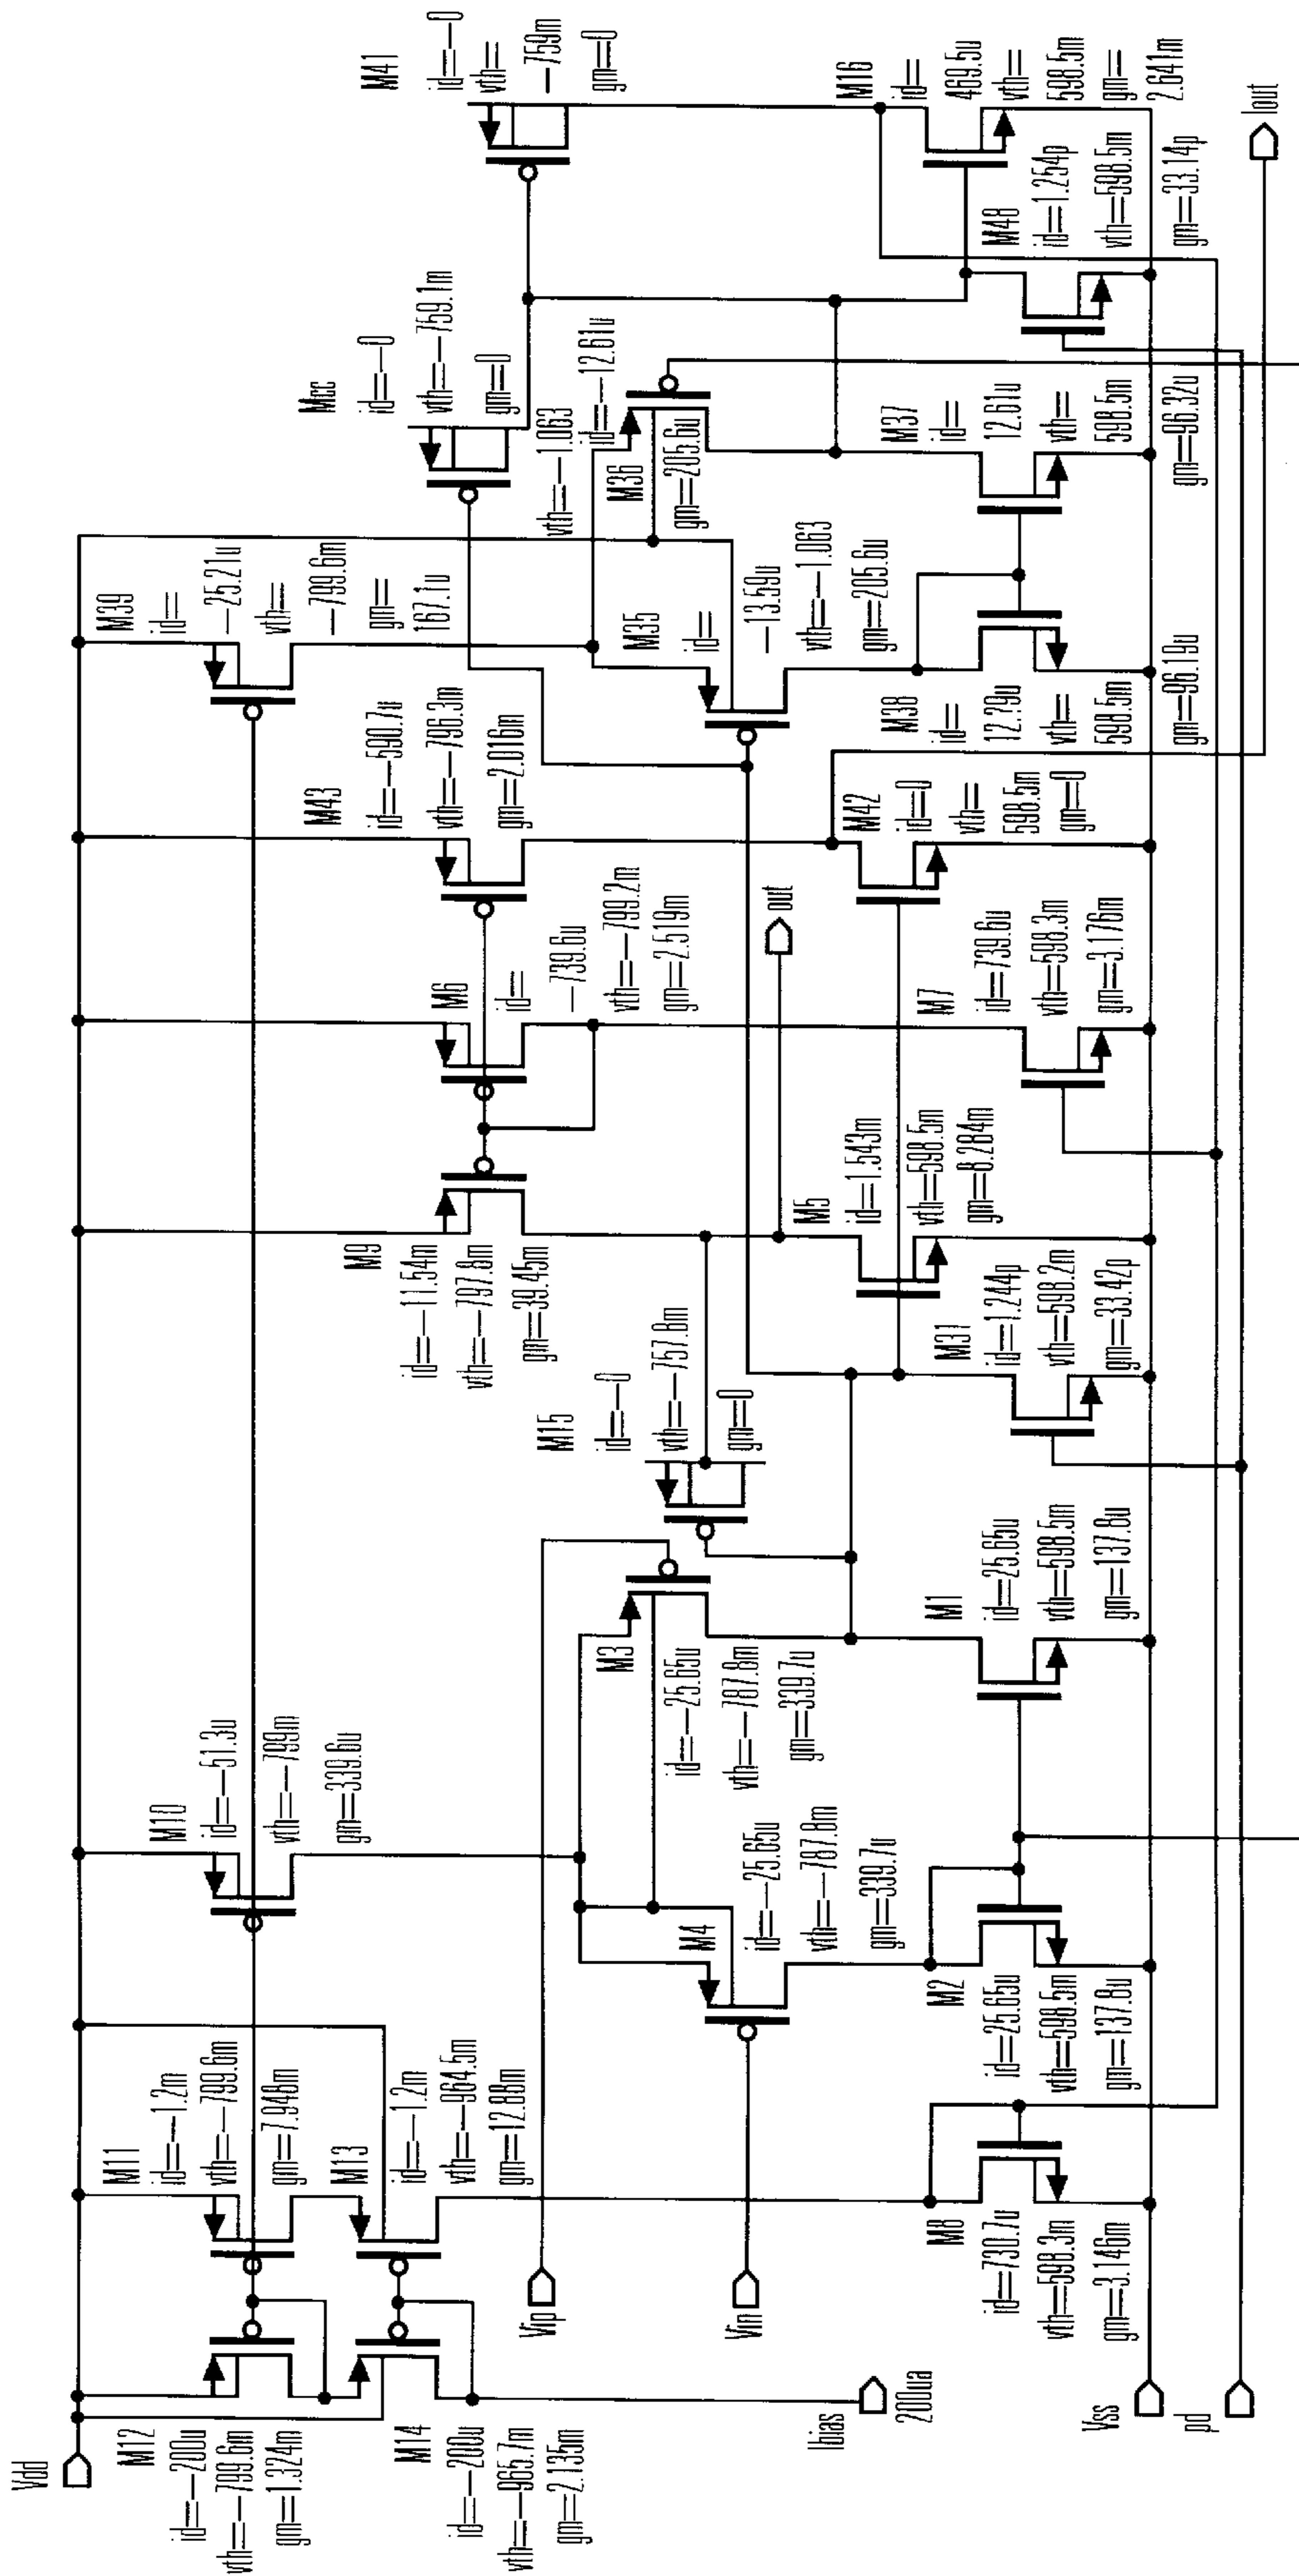 Vdd
M12
id=-200u
vth=-799.6m
gm=1.324m
M14
id=-200u
vth=-965.7m
gm=2.135m
Ibias
200ua
M11
id=-1.2m
vth=-799.6m
gm=7.948m
M13
id=-1.2m
vth=-964.5m
gm=12.88m
Vip
Vin
M8
id=730.7u
vth=598.3m
gm=3.146m
Vss
pd
M10
id=-51.3u
vth=-799m
gm=339.6u
M4
id=-25.65u
vth=-787.8m
gm=339.7u
M2
id=25.65u
vth=598.5m
gm=137.8u
M3
id=-25.65u
vth=-787.8m
gm=339.7u
M1
id=25.65u
vth=598.5m
gm=137.8u
M15
id=-0
vth=-757.8m
gm=0
M9
id=-11.54m
vth=-797.8m
gm=39.45m
M31
id=1.244p
vth=598.2m
gm=33.42p
M5
id=1.543m
vth=598.5m
gm=8.284m
out
M6
id=
-739.6u
vth=-799.2m
gm=2.519m
M7
id=739.6u
vth=598.3m
gm=3.176m
M43
id=-590.7u
vth=-796.3m
gm=2.016m
M42
id=0
vth=
598.5m
gm=0
M39
id=
-25.21u
vth=
-799.6m
gm=
167.1u
M35
id=
-13.59u
vth=-1.063
gm=205.6u
M38
id=
12.79u
vth=
598.5m
gm=96.19u
Mcc
id=-0
vth=-759.1m
gm=0
vth=-1.063
id=-12.61u
M36
gm=205.6u
M37
id=
12.61u
vth=
598.5m
gm=96.32u
M41
id=-0
vth=
-759m
gm=0
M16
id=
469.5u
vth=
598.5m
gm=
2.641m
M48
id=1.254p
vth=598.5m
gm=33.14p
Iout